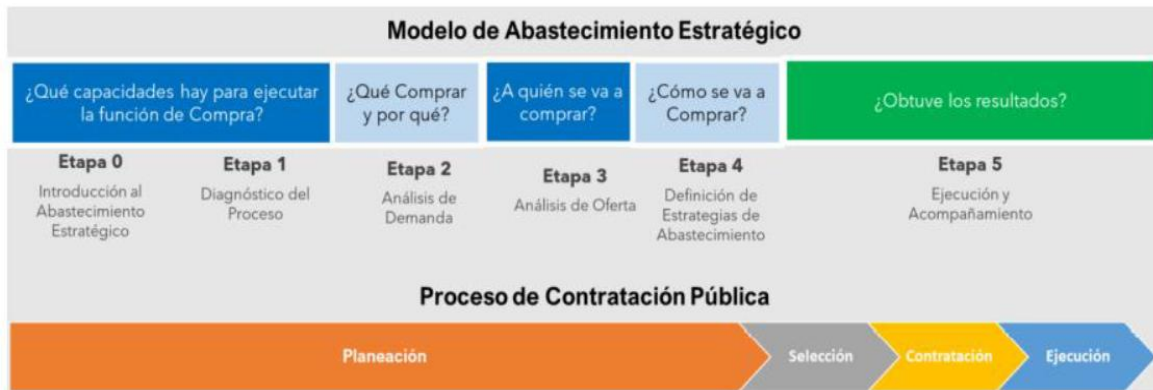 Modelo de Abastecimiento Estratégico
¿Qué capacidades hay para ejecutar
la función de Compra?
¿Qué Comprar
y por qué?
¿A quién se va a
comprar?
¿Cómo se va a
Comprar?
¿Obtuve los resultados?
Etapa 0
Introducción al
Abastecimiento
Estratégico
Etapa 1
Diagnóstico del
Proceso
Etapa 2
Análisis de
Demanda
Etapa 3
Análisis de Oferta
Etapa 4
Definición de
Estrategias de
Abastecimiento
Etapa 5
Ejecución y
Acompañamiento
Proceso de Contratación Pública
Planeación
Selección
Contratación
Ejecución